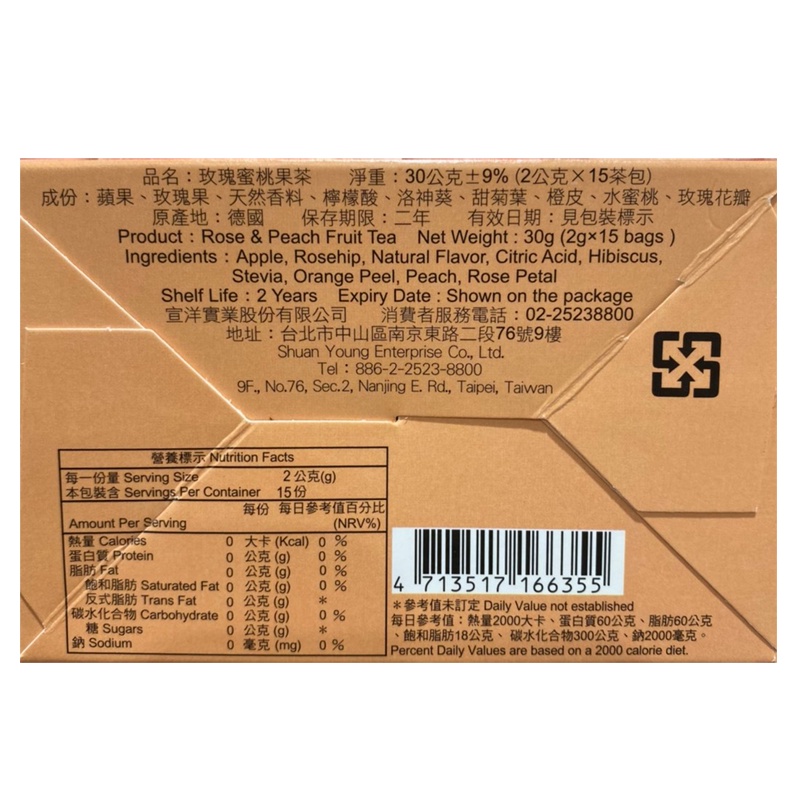 品名：玫瑰蜜桃果茶　淨重：30公克±9% (2公克×15茶包)
成份：蘋果、玫瑰果、天然香料、檸檬酸、洛神葵、甜菊葉、橙皮、水蜜桃、玫瑰花瓣
原產地：德國　保存期限：二年　有效日期：見包裝標示
Product : Rose & Peach Fruit Tea　Net Weight : 30g (2g×15 bags )
Ingredients : Apple, Rosehip, Natural Flavor, Citric Acid, Hibiscus,
Stevia, Orange Peel, Peach, Rose Petal
Shelf Life : 2 Years　Expiry Date : Shown on the package
宣洋實業股份有限公司　消費者服務電話：02-25238800
地址：台北市中山區南京東路二段76號9樓
Shuan Young Enterprise Co., Ltd.
Tel : 886-2-2523-8800
9F., No.76, Sec.2, Nanjing E. Rd., Taipei, Taiwan
營養標示 Nutrition Facts
每一份量 Serving Size 2 公克(g)
本包裝含 Servings Per Container 15份
每份 每日參考值百分比
Amount Per Serving (NRV%)
熱量 Calories 0 大卡 (Kcal) 0 %
蛋白質 Protein 0 公克 (g) 0 %
脂肪 Fat 0 公克 (g) 0 %
飽和脂肪 Saturated Fat 0 公克 (g) 0 %
反式脂肪 Trans Fat 0 公克 (g) *
碳水化合物 Carbohydrate 0 公克 (g) 0 %
糖 Sugars 0 公克 (g) *
鈉 Sodium 0 毫克 (mg) 0 %
4 713517 166355
*參考值未訂定 Daily Value not established
每日參考值：熱量2000大卡、蛋白質60公克、脂肪60公克
、飽和脂肪18公克、碳水化合物300公克、鈉2000毫克。
Percent Daily Values are based on a 2000 calorie diet.